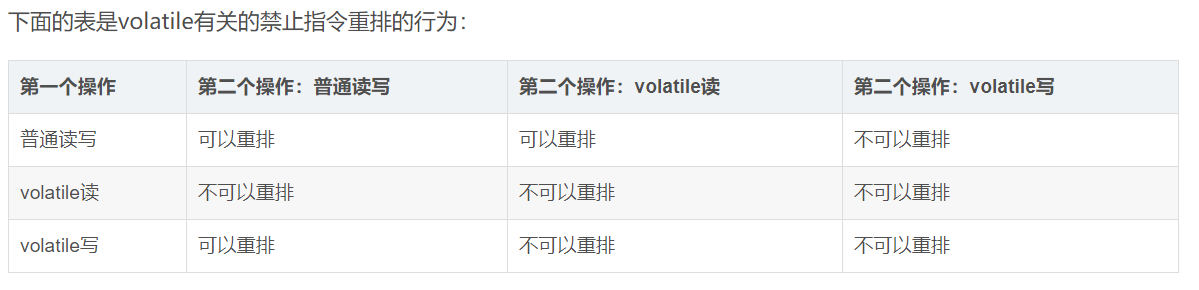 下面的表是volatile有关的禁止指令重排的行为：
第一个操作 第二个操作：普通读写 第二个操作：volatile读 第二个操作：volatile写
普通读写 可以重排 可以重排 不可以重排
volatile读 不可以重排 不可以重排 不可以重排
volatile写 可以重排 不可以重排 不可以重排